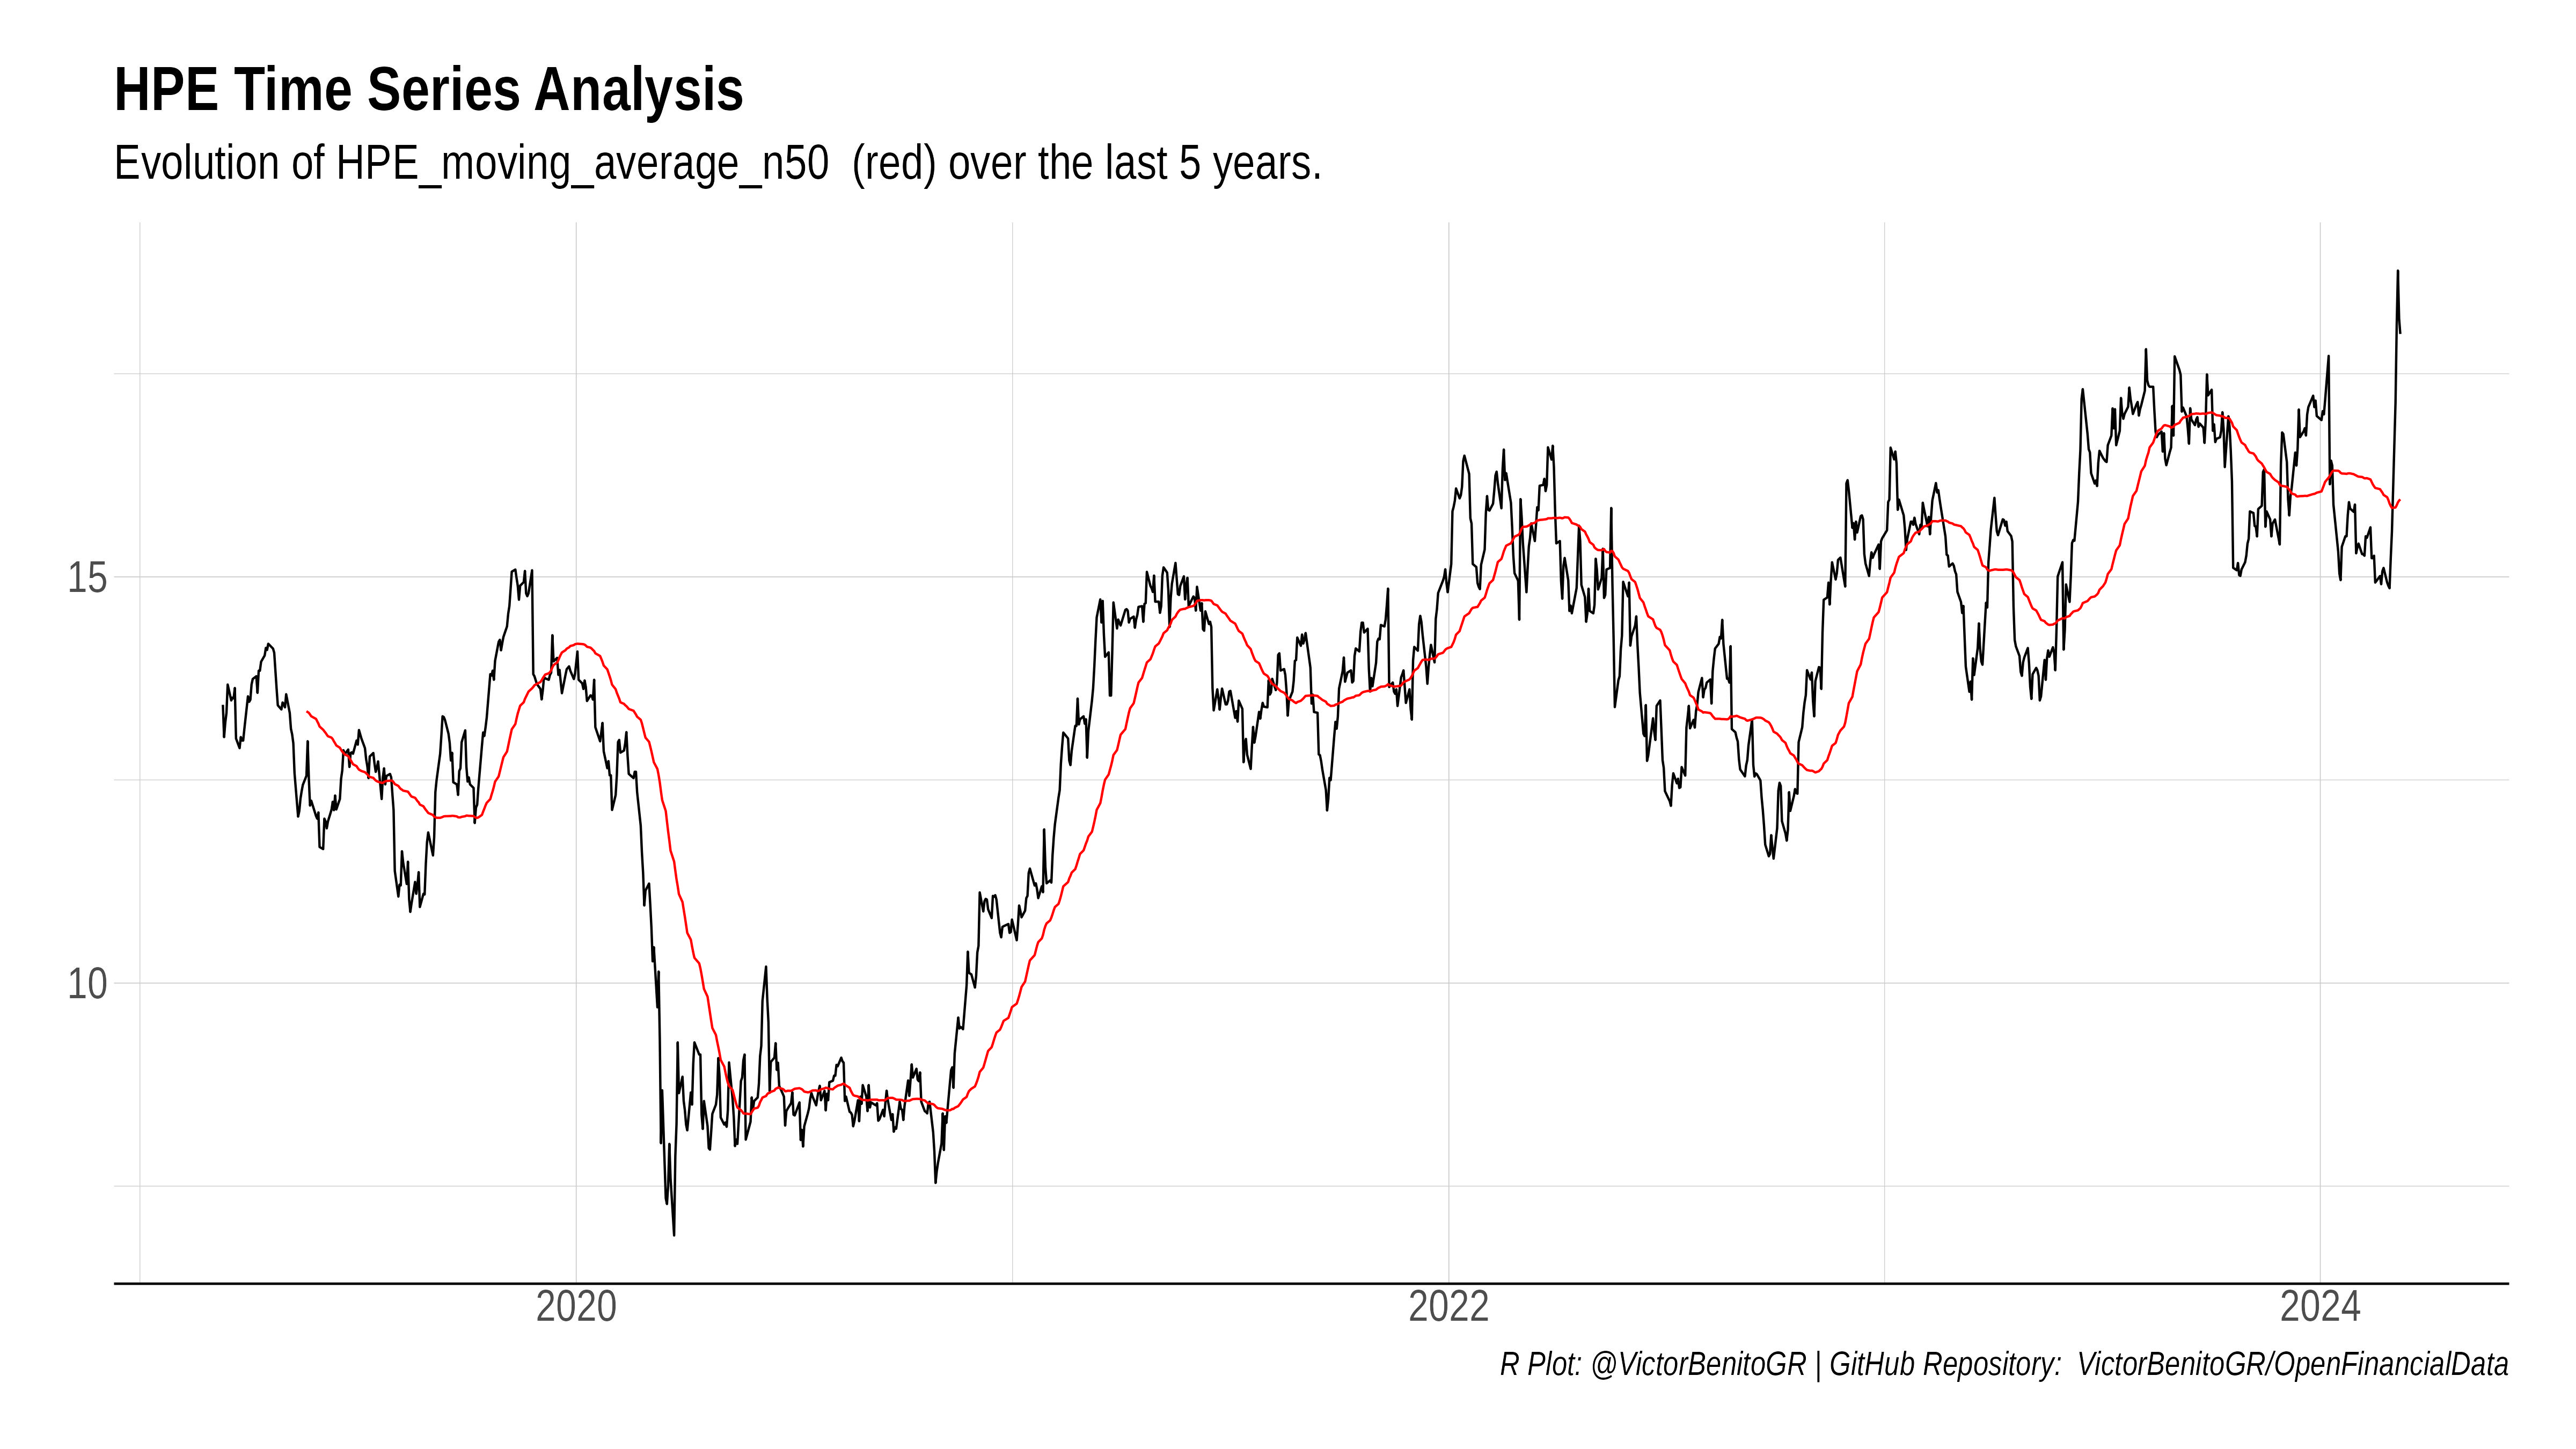 HPE Time Series Analysis
Evolution of HPE_moving_average_n50  (red) over the last 5 years.
15
10
2020 2022 2024
R Plot: @VictorBenitoGR | GitHub Repository:  VictorBenitoGR/OpenFinancialData